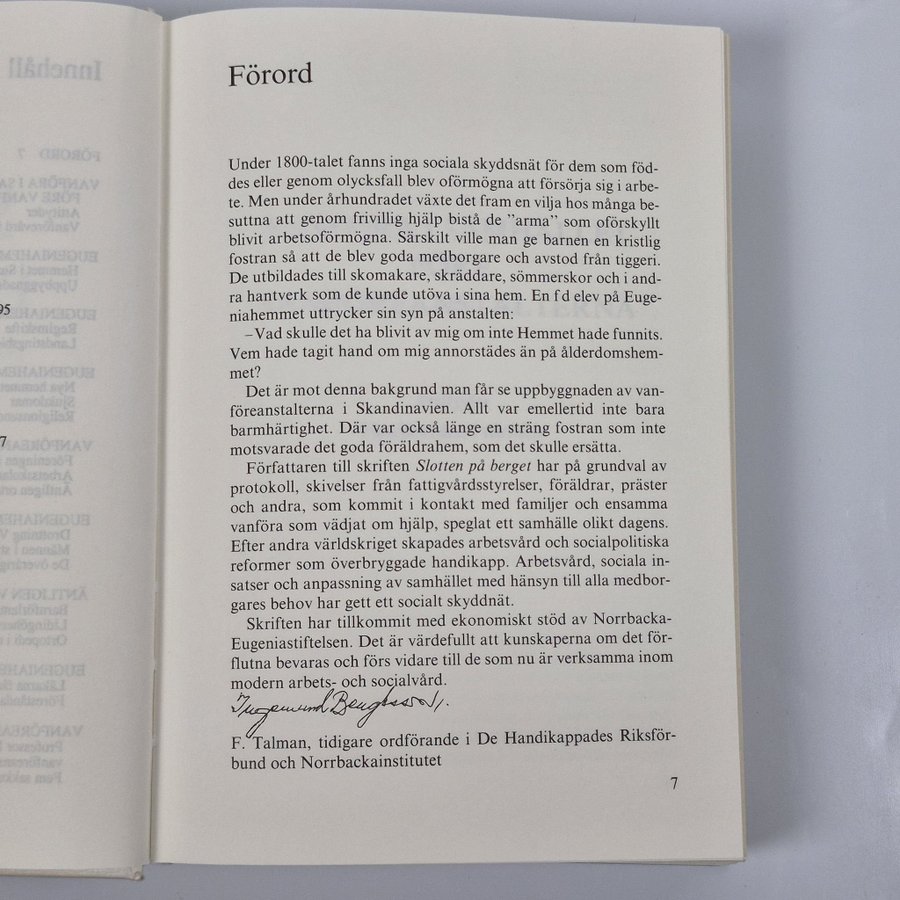 Förord
Under 1800-talet fanns inga sociala skyddsnät för dem som föd-
des eller genom olycksfall blev oförmögna att försörja sig i arbe-
te. Men under århundradet växte det fram en vilja hos många be-
suttna att genom frivillig hjälp bistå de ”arma” som oförskyllt
blivit arbetsoförmögna. Särskilt ville man ge barnen en kristlig
fostran så att de blev goda medborgare och avstod från tiggeri.
De utbildades till skomakare, skräddare, sömmerskor och i and-
ra hantverk som de kunde utöva i sina hem. En f d elev på Euge-
niahemmet uttrycker sin syn på anstalten:
–Vad skulle det ha blivit av mig om inte Hemmet hade funnits.
Vem hade tagit hand om mig annorstädes än på ålderdomshem-
met?
Det är mot denna bakgrund man får se uppbyggnaden av van-
föreanstalterna i Skandinavien. Allt var emellertid inte bara
barmhärtighet. Där var också länge en sträng fostran som inte
motsvarade det goda föräldrahem, som det skulle ersätta.
Författaren till skriften Slotten på berget har på grundval av
protokoll, skivelser från fattigvårdsstyrelser, föräldrar, präster
och andra, som kommit i kontakt med familjer och ensamma
vanföra som vädjat om hjälp, speglat ett samhälle olikt dagens.
Efter andra världskriget skapades arbetsvård och socialpolitiska
reformer som överbryggade handikapp. Arbetsvård, sociala in-
satser och anpassning av samhället med hänsyn till alla medbor-
gares behov har gett ett socialt skyddnät.
Skriften har tillkommit med ekonomiskt stöd av Norrbacka-
Eugeniastiftelsen. Det är värdefullt att kunskaperna om det för-
flutna bevaras och förs vidare till de som nu är verksamma inom
modern arbets- och socialvård.
Ingemund Bengtsson
F. Talman, tidigare ordförande i De Handikappades Riksför-
bund och Norrbackainstitutet
7